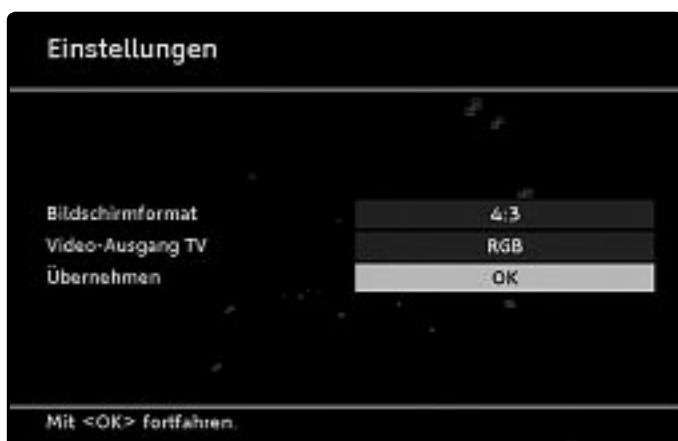 Einstellungen
Bildschirmformat 4:3
Video-Ausgang TV RGB
Übernehmen OK
Mit <OK> fortfahren.